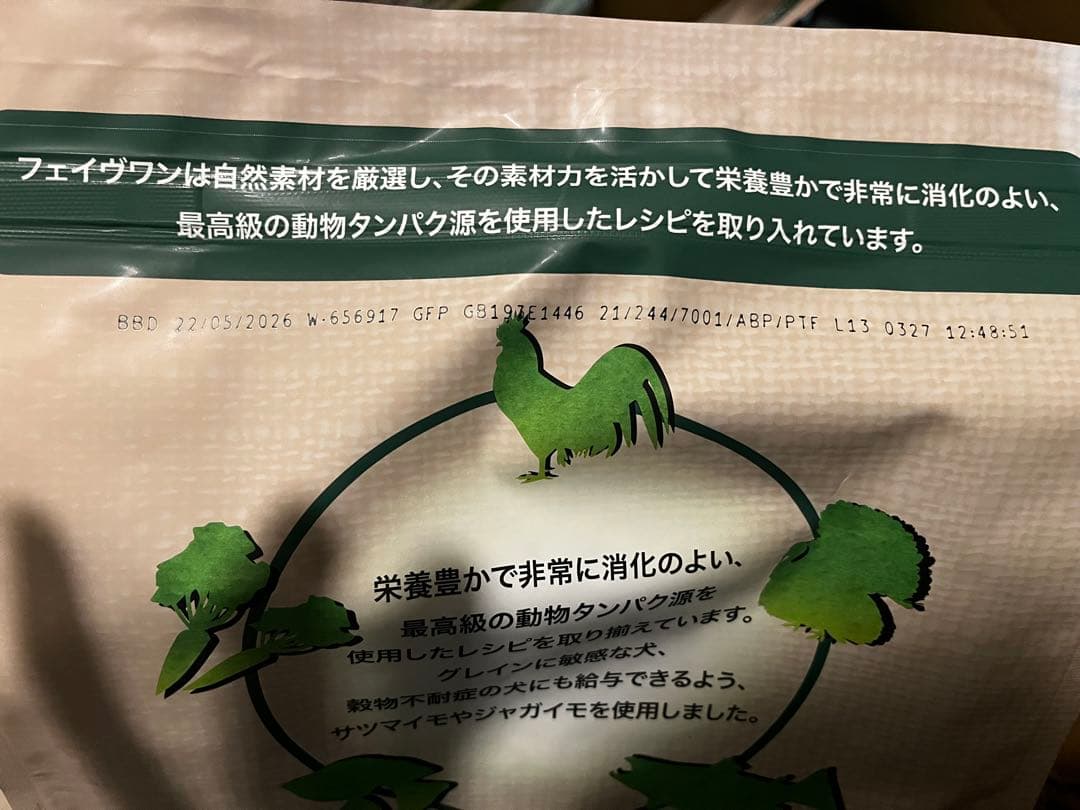 フェイヴワンは自然素材を厳選し、その素材力を活かして栄養豊かで非常に消化のよい、
最高級の動物タンパク源を使用したレシピを取り入れています。
BBD 22/05/2026 W-656917 GFP GB197E1446 21/244/7001/ABP/PTF L13 0327 12:48:51
栄養豊かで非常に消化のよい、
最高級の動物タンパク源を
使用したレシピを取り揃えています。
グレインに敏感な犬、
穀物不耐症の犬にも給与できるよう、
サツマイモやジャガイモを使用しました。